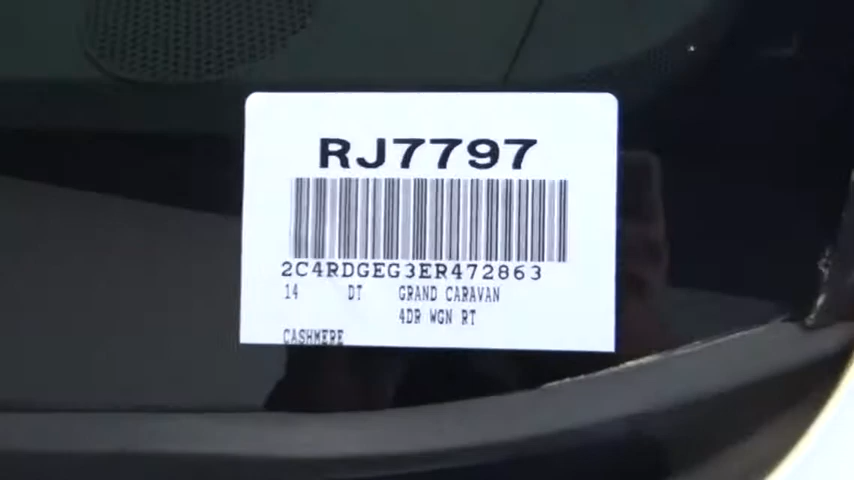 RJ7797
2C4RDGEG3ER472863
14 DT GRAND CARAVAN
4DR WGN RT
CASHMERE